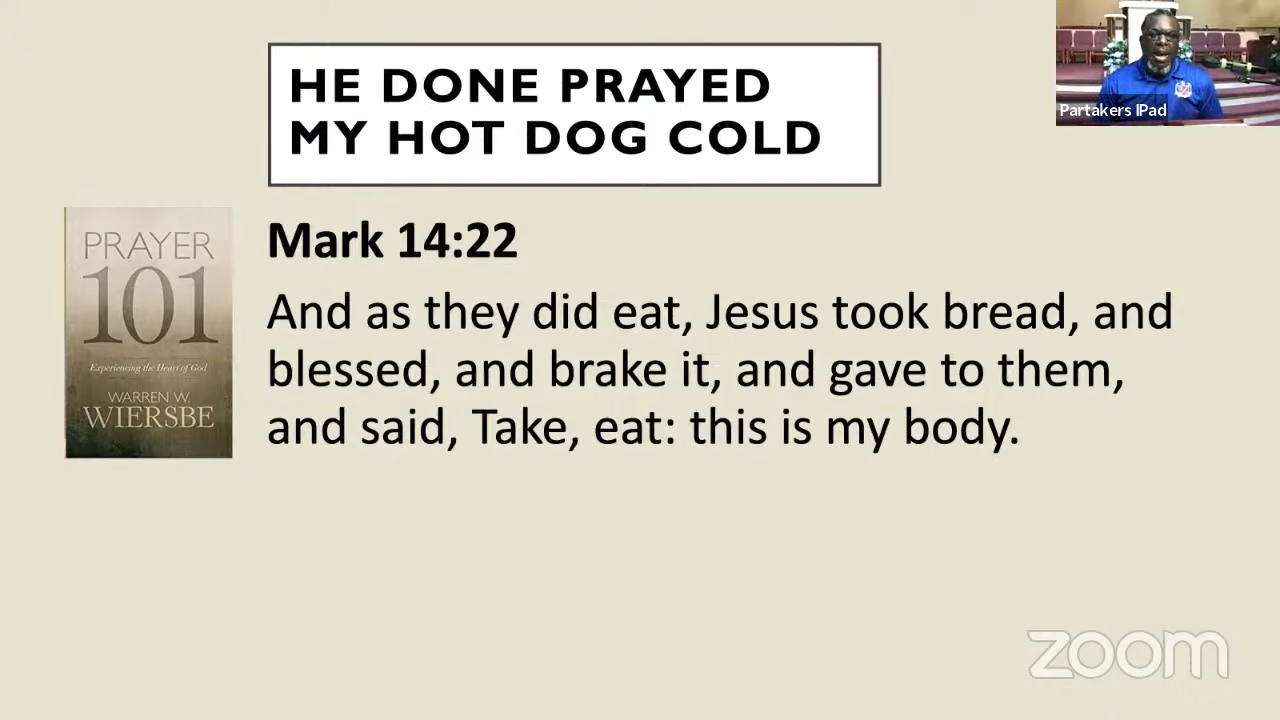 HE DONE PRAYED
MY HOT DOG COLD
Partakers IPad
PRAYER
101
Experiencing the Heart of God
WARREN W.
WIERSBE
Mark 14:22
And as they did eat, Jesus took bread, and
blessed, and brake it, and gave to them,
and said, Take, eat: this is my body.
zoom